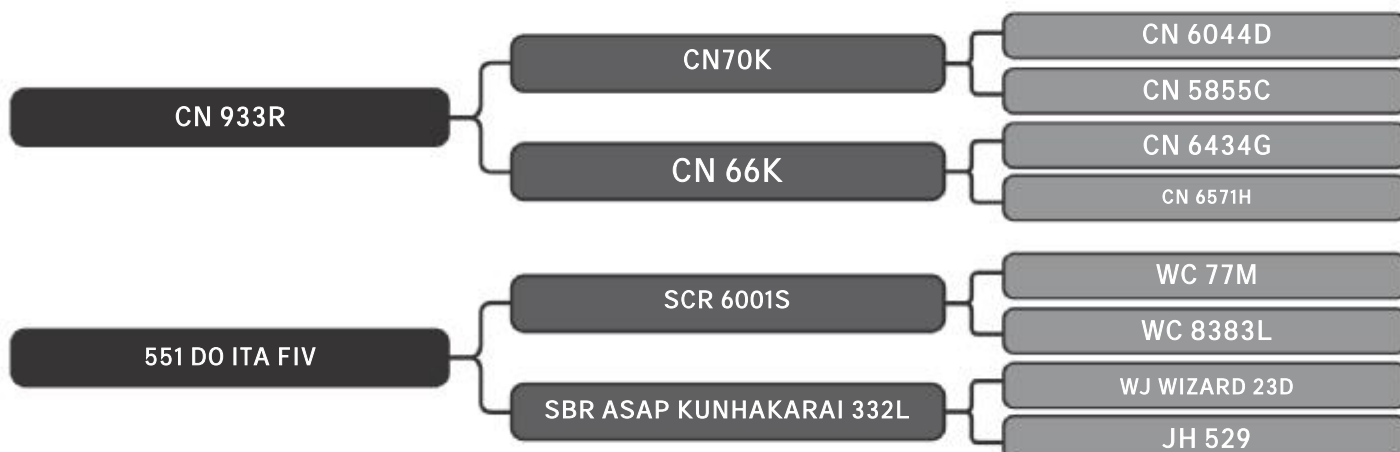 CN 933R
CN70K
CN 66K
CN 6044D
CN 5855C
CN 6434G
CN 6571H
551 DO ITA FIV
SCR 6001S
SBR ASAP KUNHAKARAI 332L
WC 77M
WC 8383L
WJ WIZARD 23D
JH 529